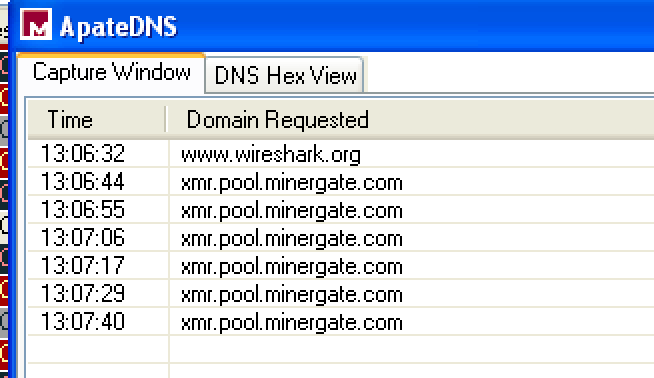 ApateDNS
Capture Window DNS Hex View
Time Domain Requested
13:06:32 www.wireshark.org
13:06:44 xmr.pool.minergate.com
13:06:55 xmr.pool.minergate.com
13:07:06 xmr.pool.minergate.com
13:07:17 xmr.pool.minergate.com
13:07:29 xmr.pool.minergate.com
13:07:40 xmr.pool.minergate.com